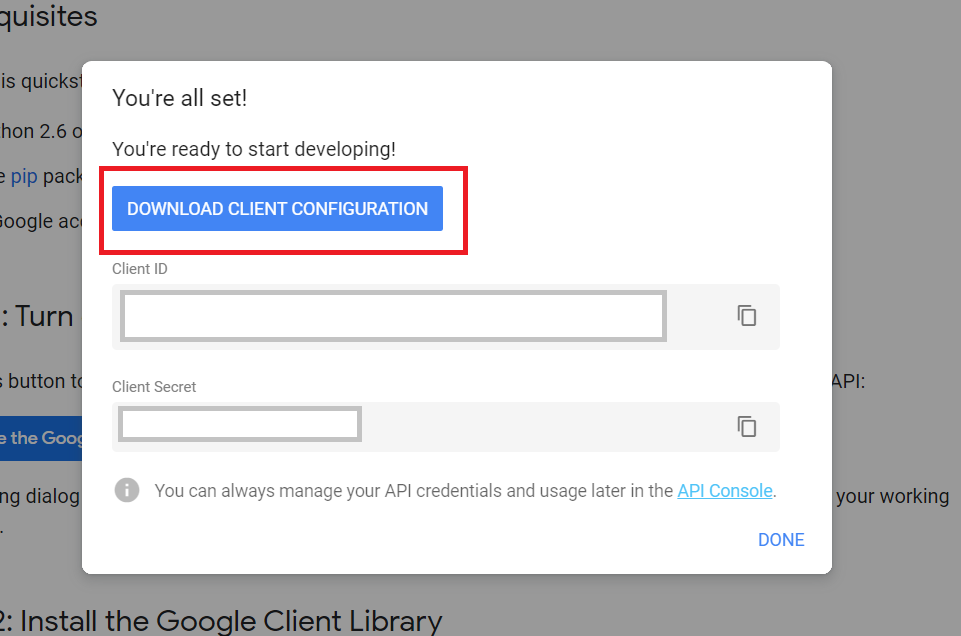 quisites
is quickst
thon 2.6 o
e pip pack
Google acc
You're all set!
You're ready to start developing!
DOWNLOAD CLIENT CONFIGURATION
Client ID
: Turn
Client Secret
s button to
API:
e the Goog
You can always manage your API credentials and usage later in the API Console.
ng dialog
your working
.
DONE
2: Install the Google Client Library